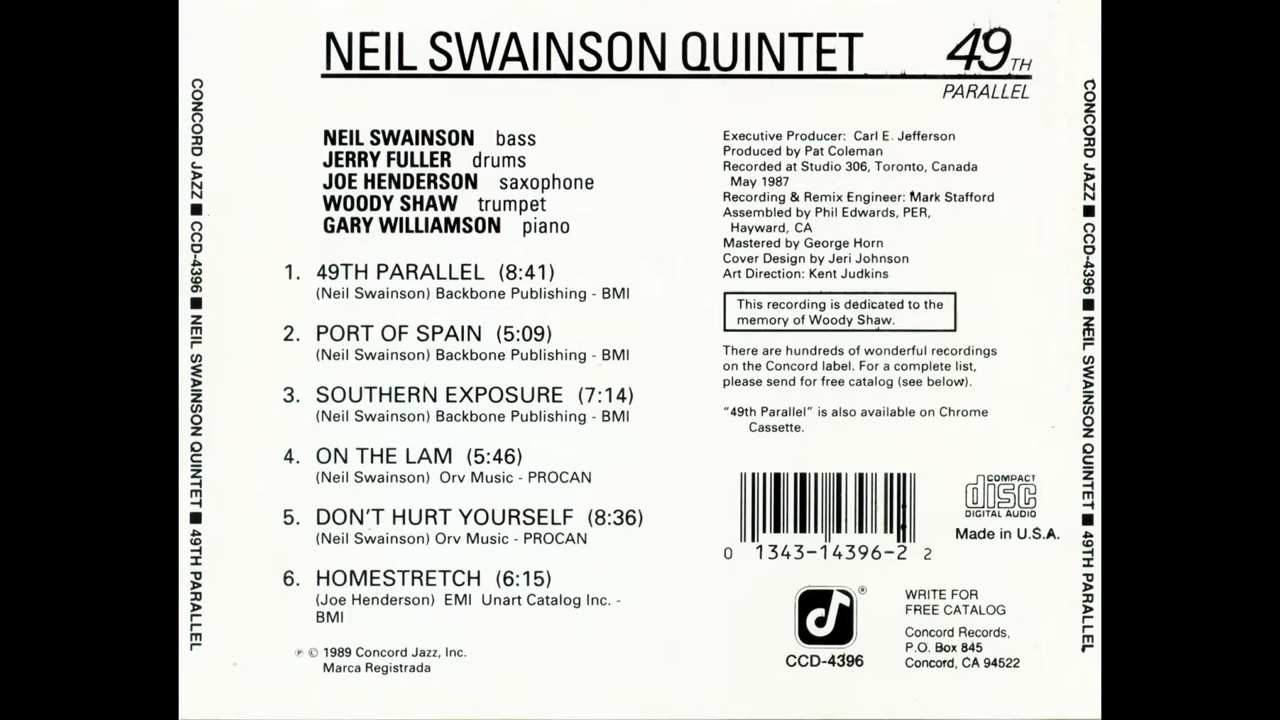 NEIL SWAINSON QUINTET 49TH
PARALLEL
CONCORD JAZZ ■ CCD-4396 ■ NEIL SWAINSON QUINTET ■ 49TH PARALLEL
NEIL SWAINSON bass
JERRY FULLER drums
JOE HENDERSON saxophone
WOODY SHAW trumpet
GARY WILLIAMSON piano
1. 49TH PARALLEL (8:41)
(Neil Swainson) Backbone Publishing - BMI
2. PORT OF SPAIN (5:09)
(Neil Swainson) Backbone Publishing - BMI
3. SOUTHERN EXPOSURE (7:14)
(Neil Swainson) Backbone Publishing - BMI
4. ON THE LAM (5:46)
(Neil Swainson) Orv Music - PROCAN
5. DON'T HURT YOURSELF (8:36)
(Neil Swainson) Orv Music - PROCAN
6. HOMESTRETCH (6:15)
(Joe Henderson) EMI Unart Catalog Inc. -
BMI
℗ © 1989 Concord Jazz, Inc.
Marca Registrada
Executive Producer: Carl E. Jefferson
Produced by Pat Coleman
Recorded at Studio 306, Toronto, Canada
May 1987
Recording & Remix Engineer: Mark Stafford
Assembled by Phil Edwards, PER,
Hayward, CA
Mastered by George Horn
Cover Design by Jeri Johnson
Art Direction: Kent Judkins
This recording is dedicated to the
memory of Woody Shaw.
There are hundreds of wonderful recordings
on the Concord label. For a complete list,
please send for free catalog (see below).
"49th Parallel" is also available on Chrome
Cassette.
0 1343-14396-2 2
COMPACT
disc
DIGITAL AUDIO
Made in U.S.A.
®
CCD-4396
WRITE FOR
FREE CATALOG
Concord Records,
P.O. Box 845
Concord, CA 94522
CONCORD JAZZ ■ CCD-4396 ■ NEIL SWAINSON QUINTET ■ 49TH PARALLEL